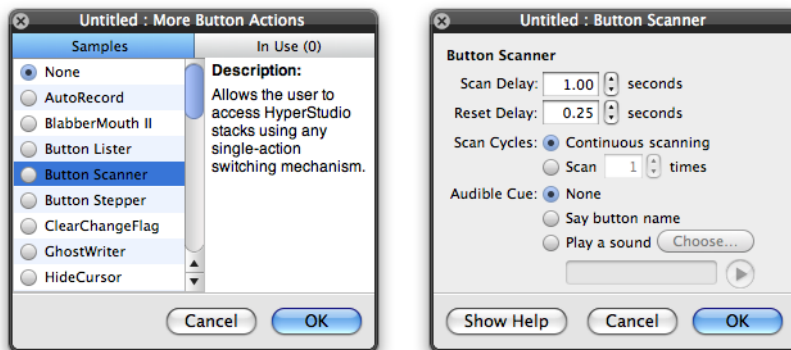 Untitled : More Button Actions
Samples
In Use (0)
None
AutoRecord
BlabberMouth II
Button Lister
Button Scanner
Button Stepper
ClearChangeFlag
GhostWriter
HideCursor
Description:
Allows the user to
access HyperStudio
stacks using any
single-action
switching mechanism.
Cancel
OK
Untitled : Button Scanner
Button Scanner
Scan Delay: 1.00 seconds
Reset Delay: 0.25 seconds
Scan Cycles: Continuous scanning
Scan 1 times
Audible Cue: None
Say button name
Play a sound Choose...
Show Help
Cancel
OK